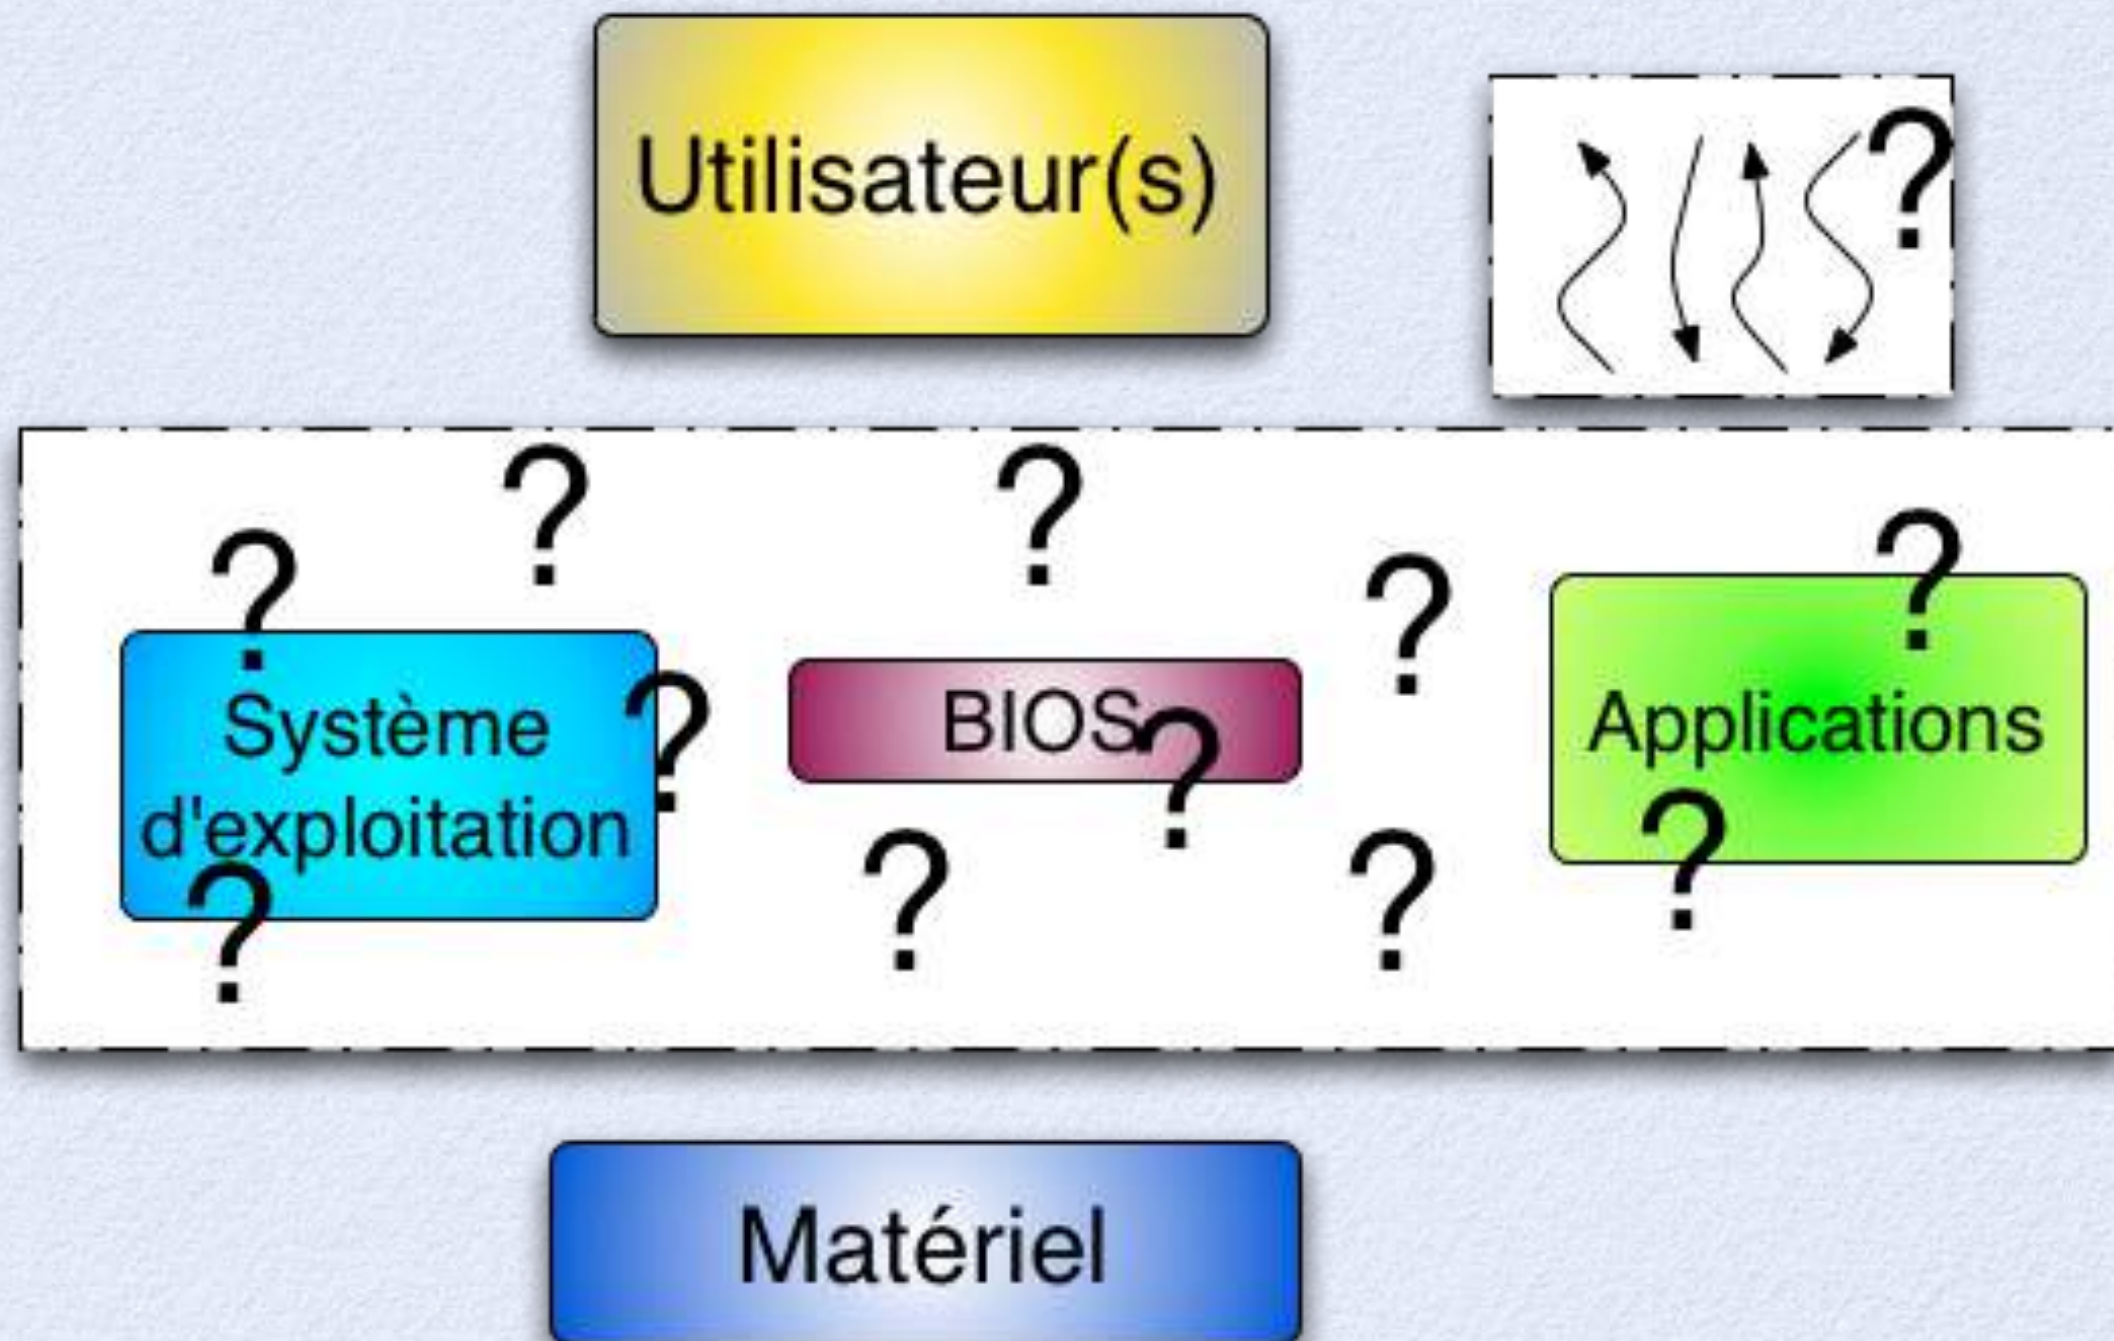 Utilisateur(s)
?
?
?
?
?
?
Système
d'exploitation
?
BIOS
?
Applications
?
?
?
?
?
Matériel